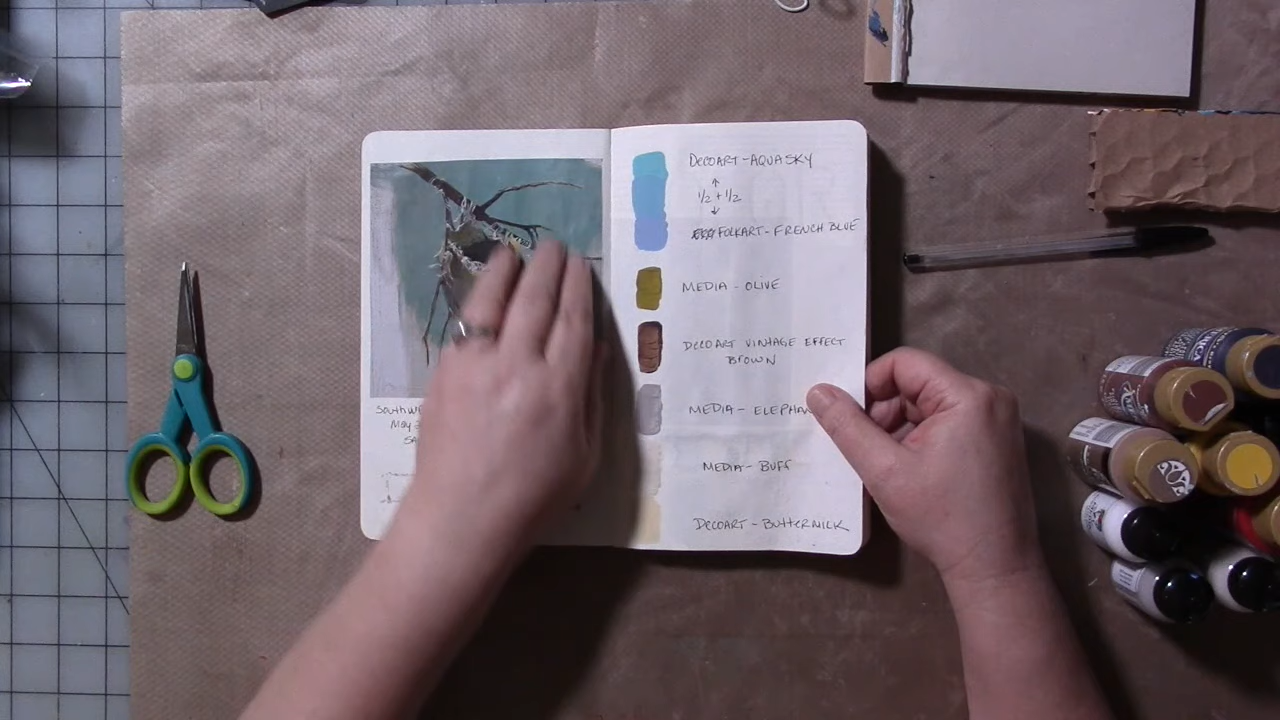 May
DECOART - AQUA SKY
1/2 + 1/2
FOLKART - FRENCH BLUE
MEDIA - OLIVE
DECOART VINTAGE EFFECT
BROWN
MEDIA -
MEDIA - BUFF
DECOART - BUTTERMILK